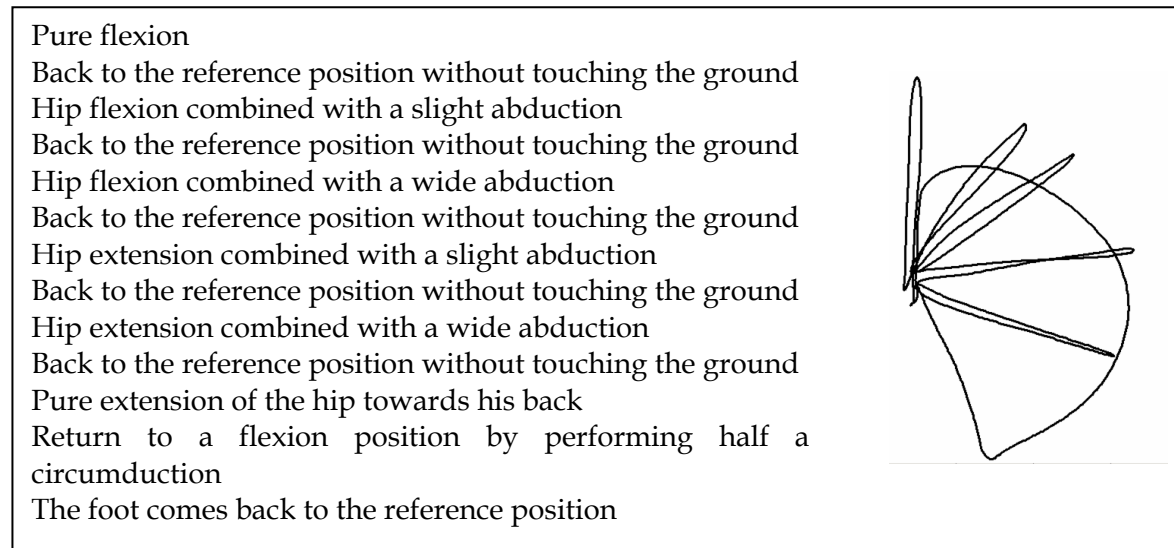 Pure flexion
Back to the reference position without touching the ground
Hip flexion combined with a slight abduction
Back to the reference position without touching the ground
Hip flexion combined with a wide abduction
Back to the reference position without touching the ground
Hip extension combined with a slight abduction
Back to the reference position without touching the ground
Hip extension combined with a wide abduction
Back to the reference position without touching the ground
Pure extension of the hip towards his back
Return to a flexion position by performing half a
circumduction
The foot comes back to the reference position